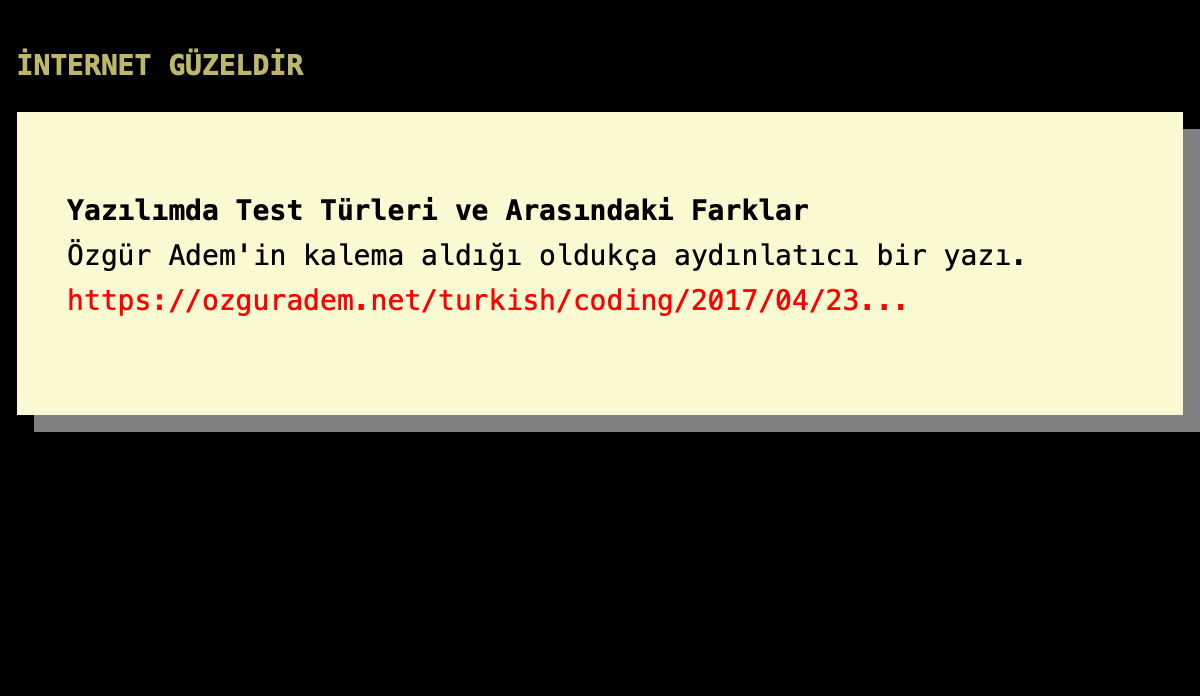 İNTERNET GÜZELDİR
Yazılımda Test Türleri ve Arasındaki Farklar
Özgür Adem'in kalema aldığı oldukça aydınlatıcı bir yazı.
https://ozguradem.net/turkish/coding/2017/04/23...